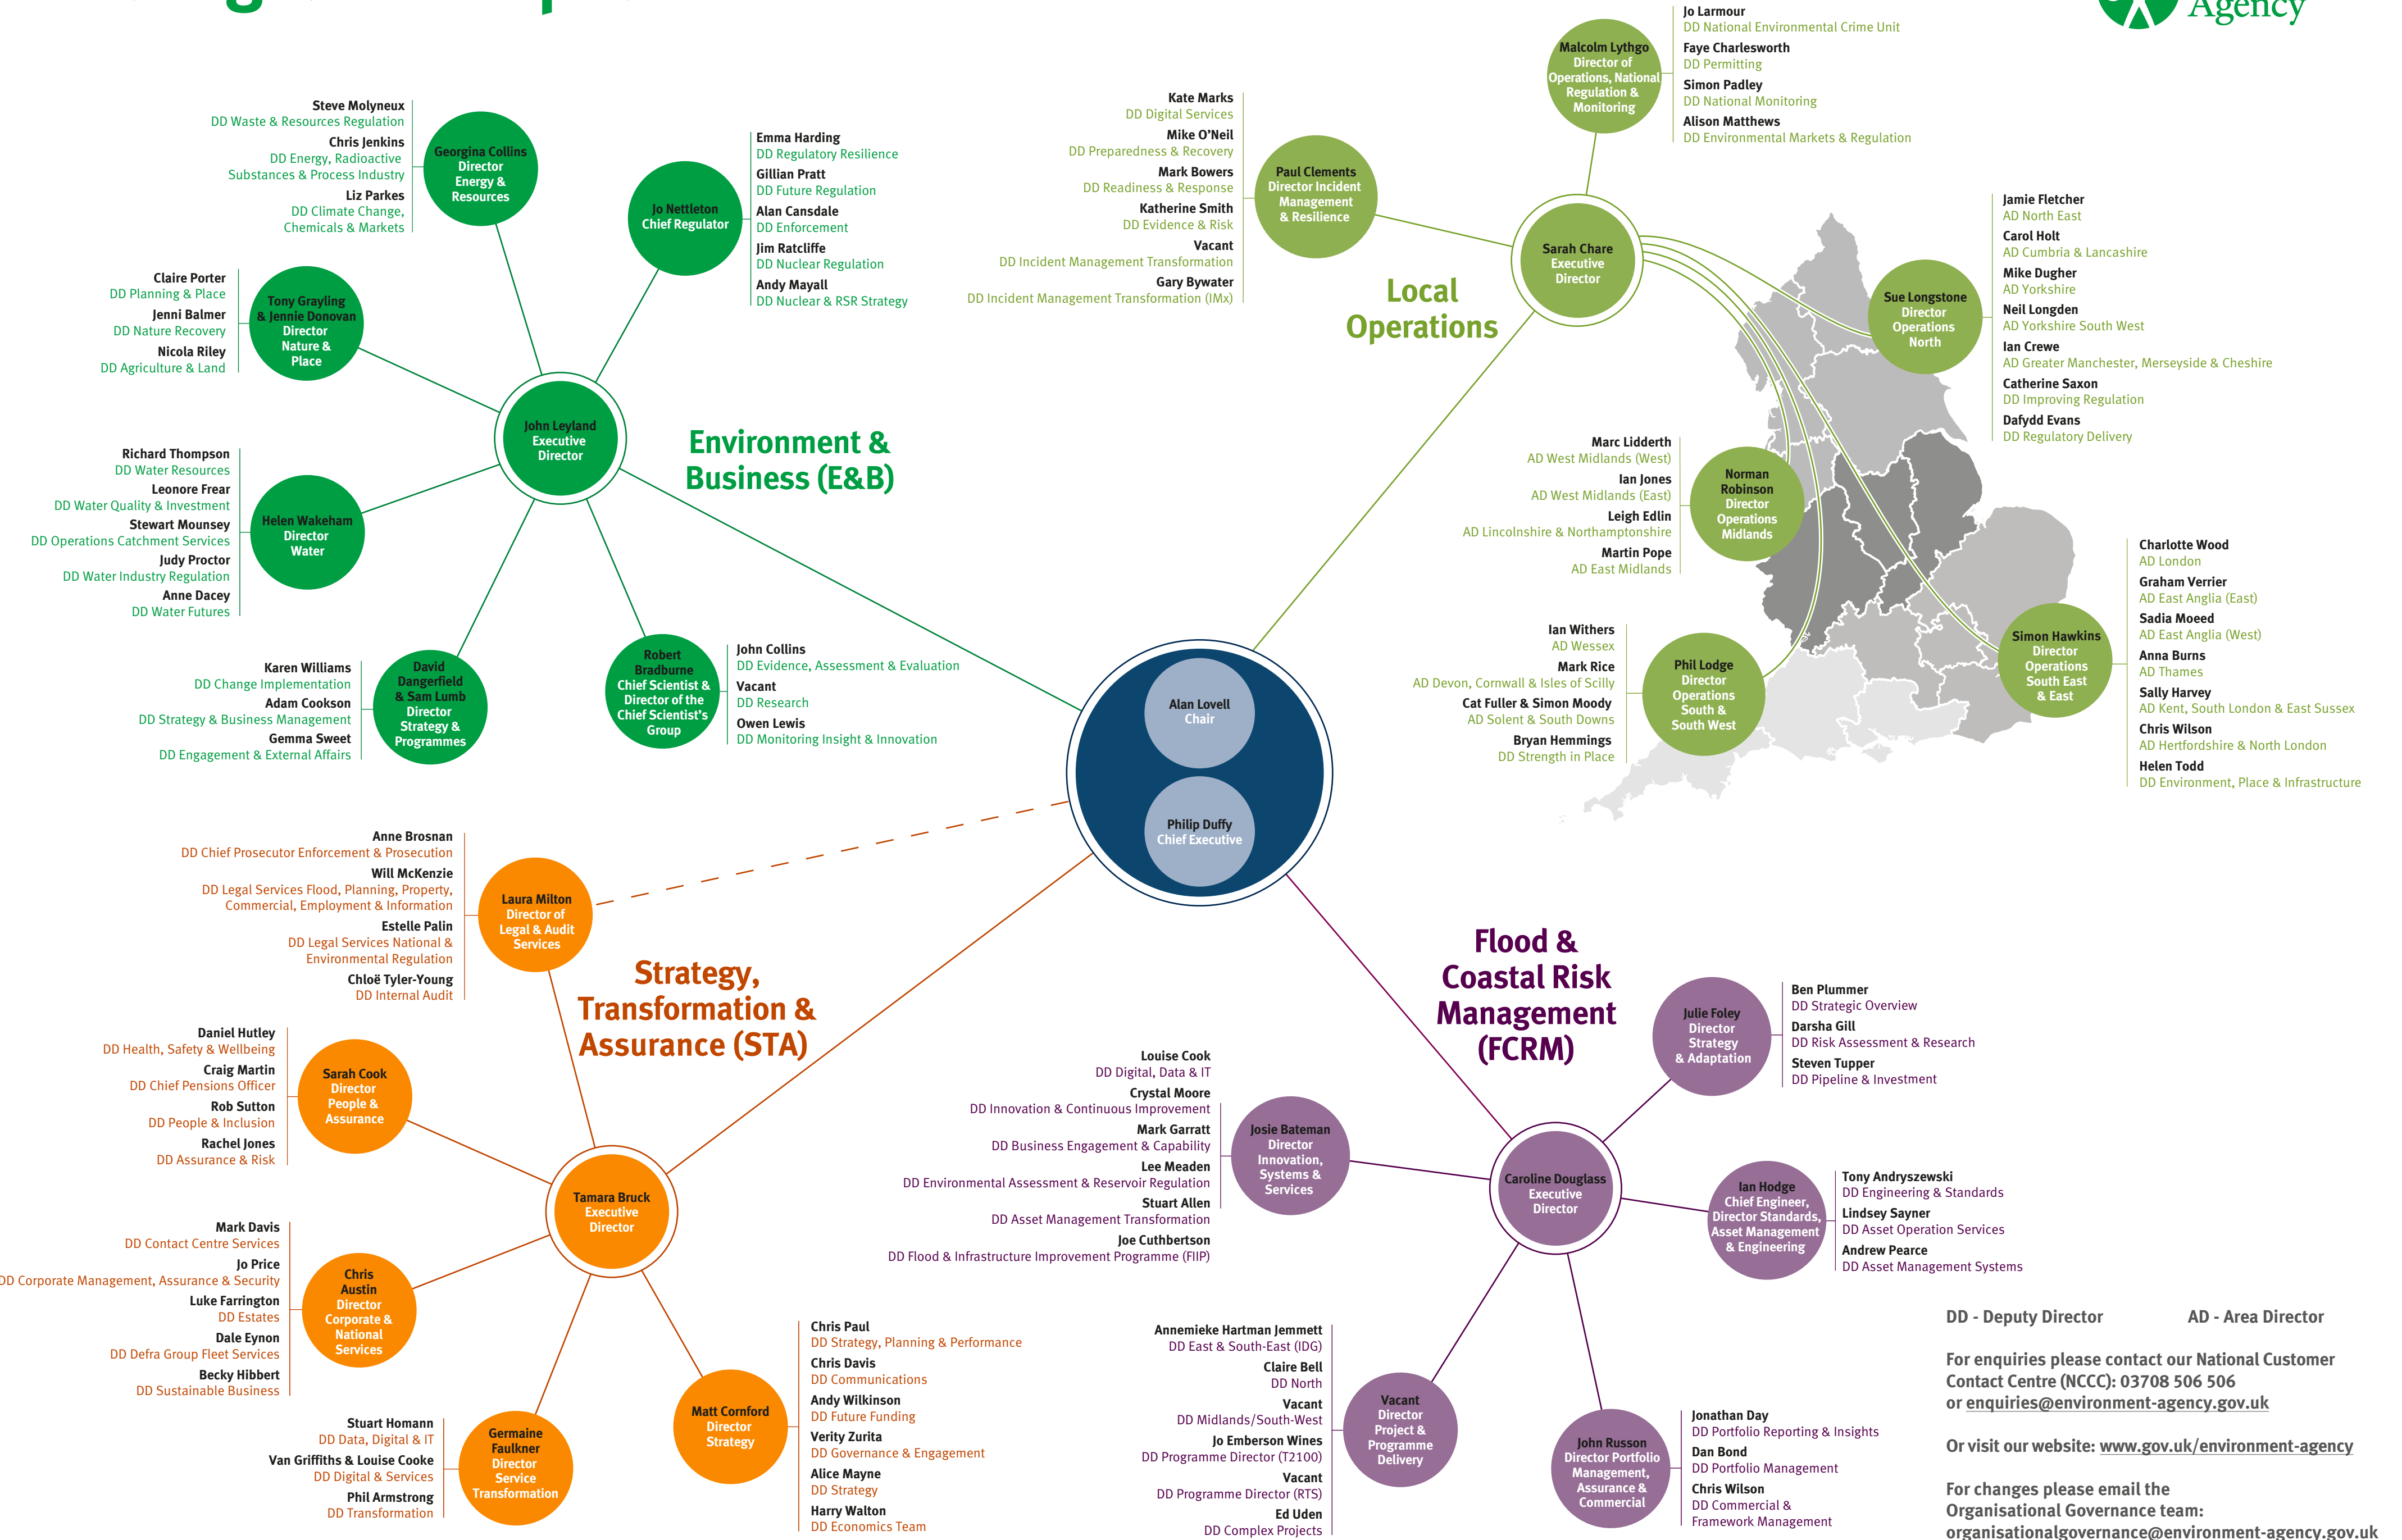 Agency
Jo Larmour
DD National Environmental Crime Unit
Faye Charlesworth
DD Permitting
Simon Padley
DD National Monitoring
Alison Matthews
DD Environmental Markets & Regulation
Malcolm Lythgo
Director of
Operations, National
Regulation &
Monitoring
Steve Molyneux
DD Waste & Resources Regulation
Chris Jenkins
DD Energy, Radioactive
Substances & Process Industry
Liz Parkes
DD Climate Change,
Chemicals & Markets
Georgina Collins
Director
Energy &
Resources
Jo Nettleton
Chief Regulator
Emma Harding
DD Regulatory Resilience
Gillian Pratt
DD Future Regulation
Alan Cansdale
DD Enforcement
Jim Ratcliffe
DD Nuclear Regulation
Andy Mayall
DD Nuclear & RSR Strategy
Kate Marks
DD Digital Services
Mike O'Neil
DD Preparedness & Recovery
Mark Bowers
DD Readiness & Response
Katherine Smith
DD Evidence & Risk
Vacant
DD Incident Management Transformation
Gary Bywater
DD Incident Management Transformation (IMx)
Paul Clements
Director Incident
Management
& Resilience
Sarah Chare
Executive
Director
Local
Operations
Claire Porter
DD Planning & Place
Jenni Balmer
DD Nature Recovery
Nicola Riley
DD Agriculture & Land
Tony Grayling
& Jennie Donovan
Director
Nature &
Place
John Leyland
Executive
Director
Environment &
Business (E&B)
Sue Longstone
Director
Operations
North
Jamie Fletcher
AD North East
Carol Holt
AD Cumbria & Lancashire
Mike Dugher
AD Yorkshire
Neil Longden
AD Yorkshire South West
Ian Crewe
AD Greater Manchester, Merseyside & Cheshire
Catherine Saxon
DD Improving Regulation
Dafydd Evans
DD Regulatory Delivery
Richard Thompson
DD Water Resources
Leonore Frear
DD Water Quality & Investment
Stewart Mounsey
DD Operations Catchment Services
Judy Proctor
DD Water Industry Regulation
Anne Dacey
DD Water Futures
Helen Wakeham
Director
Water
Marc Lidderth
AD West Midlands (West)
Ian Jones
AD West Midlands (East)
Leigh Edlin
AD Lincolnshire & Northamptonshire
Martin Pope
AD East Midlands
Norman
Robinson
Director
Operations
Midlands
Karen Williams
DD Change Implementation
Adam Cookson
DD Strategy & Business Management
Gemma Sweet
DD Engagement & External Affairs
David
Dangerfield
& Sam Lumb
Director
Strategy &
Programmes
Robert
Bradburne
Chief Scientist &
Director of the
Chief Scientist's
Group
John Collins
DD Evidence, Assessment & Evaluation
Vacant
DD Research
Owen Lewis
DD Monitoring Insight & Innovation
Alan Lovell
Chair
Philip Duffy
Chief Executive
Ian Withers
AD Wessex
Mark Rice
AD Devon, Cornwall & Isles of Scilly
Cat Fuller & Simon Moody
AD Solent & South Downs
Bryan Hemmings
DD Strength in Place
Phil Lodge
Director
Operations
South &
South West
Simon Hawkins
Director
Operations
South East
& East
Charlotte Wood
AD London
Graham Verrier
AD East Anglia (East)
Sadia Moeed
AD East Anglia (West)
Anna Burns
AD Thames
Sally Harvey
AD Kent, South London & East Sussex
Chris Wilson
AD Hertfordshire & North London
Helen Todd
DD Environment, Place & Infrastructure
Anne Brosnan
DD Chief Prosecutor Enforcement & Prosecution
Will McKenzie
DD Legal Services Flood, Planning, Property,
Commercial, Employment & Information
Estelle Palin
DD Legal Services National &
Environmental Regulation
Chloë Tyler-Young
DD Internal Audit
Laura Milton
Director of
Legal & Audit
Services
Strategy,
Transformation &
Assurance (STA)
Daniel Hutley
DD Health, Safety & Wellbeing
Craig Martin
DD Chief Pensions Officer
Rob Sutton
DD People & Inclusion
Rachel Jones
DD Assurance & Risk
Sarah Cook
Director
People &
Assurance
Tamara Bruck
Executive
Director
Mark Davis
DD Contact Centre Services
Jo Price
DD Corporate Management, Assurance & Security
Luke Farrington
DD Estates
Dale Eynon
DD Defra Group Fleet Services
Becky Hibbert
DD Sustainable Business
Chris
Austin
Director
Corporate &
National
Services
Stuart Homann
DD Data, Digital & IT
Van Griffiths & Louise Cooke
DD Digital & Services
Phil Armstrong
DD Transformation
Germaine
Faulkner
Director
Service
Transformation
Matt Cornford
Director
Strategy
Chris Paul
DD Strategy, Planning & Performance
Chris Davis
DD Communications
Andy Wilkinson
DD Future Funding
Verity Zurita
DD Governance & Engagement
Alice Mayne
DD Strategy
Harry Walton
DD Economics Team
Flood &
Coastal Risk
Management
(FCRM)
Louise Cook
DD Digital, Data & IT
Crystal Moore
DD Innovation & Continuous Improvement
Mark Garratt
DD Business Engagement & Capability
Lee Meaden
DD Environmental Assessment & Reservoir Regulation
Stuart Allen
DD Asset Management Transformation
Joe Cuthbertson
DD Flood & Infrastructure Improvement Programme (FIIP)
Josie Bateman
Director
Innovation,
Systems &
Services
Caroline Douglass
Executive
Director
Julie Foley
Director
Strategy
& Adaptation
Ben Plummer
DD Strategic Overview
Darsha Gill
DD Risk Assessment & Research
Steven Tupper
DD Pipeline & Investment
Ian Hodge
Chief Engineer,
Director Standards,
Asset Management
& Engineering
Tony Andryszewski
DD Engineering & Standards
Lindsey Sayner
DD Asset Operation Services
Andrew Pearce
DD Asset Management Systems
Annemieke Hartman Jemmett
DD East & South-East (IDG)
Claire Bell
DD North
Vacant
DD Midlands/South-West
Jo Emberson Wines
DD Programme Director (T2100)
Vacant
DD Programme Director (RTS)
Ed Uden
DD Complex Projects
Vacant
Director
Project &
Programme
Delivery
John Russon
Director Portfolio
Management,
Assurance &
Commercial
Jonathan Day
DD Portfolio Reporting & Insights
Dan Bond
DD Portfolio Management
Chris Wilson
DD Commercial &
Framework Management
DD - Deputy Director
AD - Area Director
For enquiries please contact our National Customer
Contact Centre (NCCC): 03708 506 506
or enquiries@environment-agency.gov.uk
Or visit our website: www.gov.uk/environment-agency
For changes please email the
Organisational Governance team:
organisationalgovernance@environment-agency.gov.uk